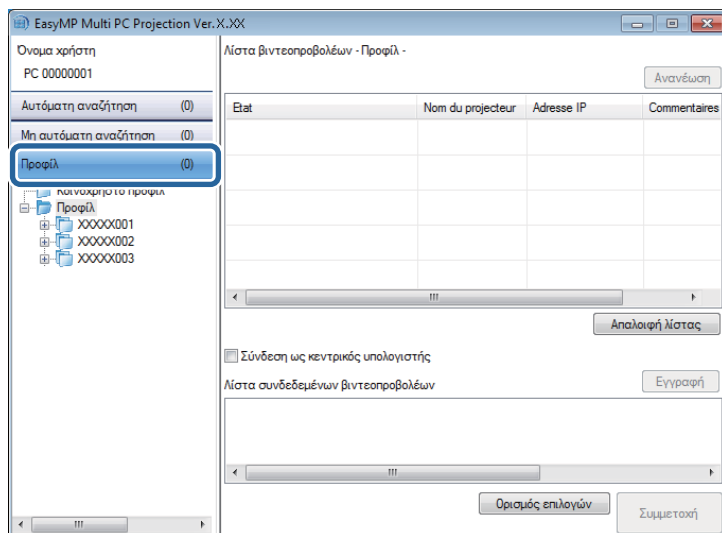 EasyMP Multi PC Projection Ver.X.XX
Όνομα χρήστη
PC 00000001
Αυτόματη αναζήτηση (0)
Μη αυτόματη αναζήτηση (0)
Προφίλ (0)
Κοινόχρηστο προφίλ
Προφίλ
XXXXX001
XXXXX002
XXXXX003
Λίστα βιντεοπροβολέων - Προφίλ -
Ανανέωση
Etat Nom du projecteur Adresse IP Commentaires
Απαλοιφή λίστας
Σύνδεση ως κεντρικός υπολογιστής
Λίστα συνδεδεμένων βιντεοπροβολέων
Εγγραφή
Ορισμός επιλογών
Συμμετοχή